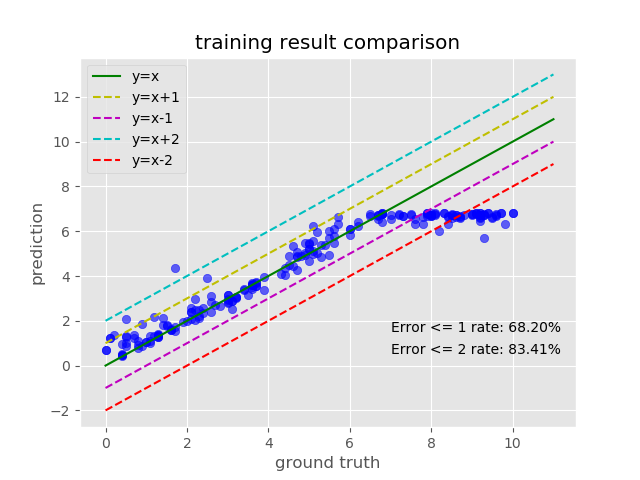 training result comparison
y=x
y=x+1
y=x-1
y=x+2
y=x-2
12
10
8
6
4
2
0
−2
prediction
Error <= 1 rate: 68.20%
Error <= 2 rate: 83.41%
0 2 4 6 8 10
ground truth